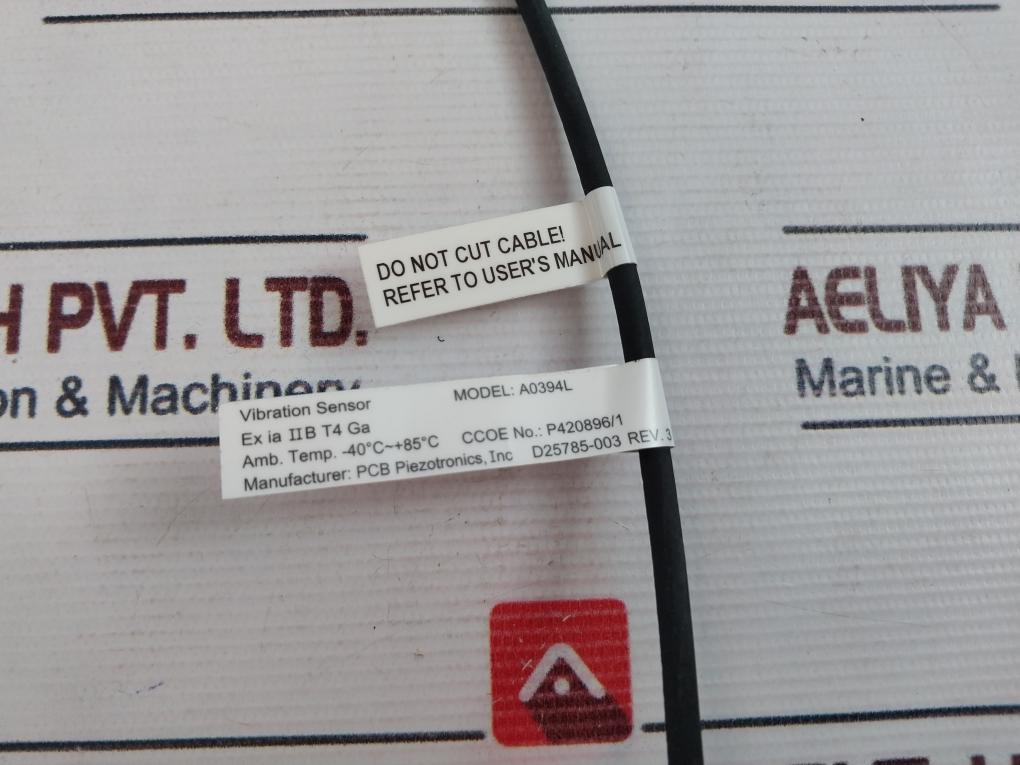 DO NOT CUT CABLE!
REFER TO USER'S MANUAL
H PVT. LTD.
on & Machinery
AELIYA
Marine &
Vibration Sensor MODEL: A0394L
Ex ia IIB T4 Ga
Amb. Temp. -40°C~+85°C CCOE No.: P420896/1
Manufacturer: PCB Piezotronics, Inc D25785-003 REV. 3